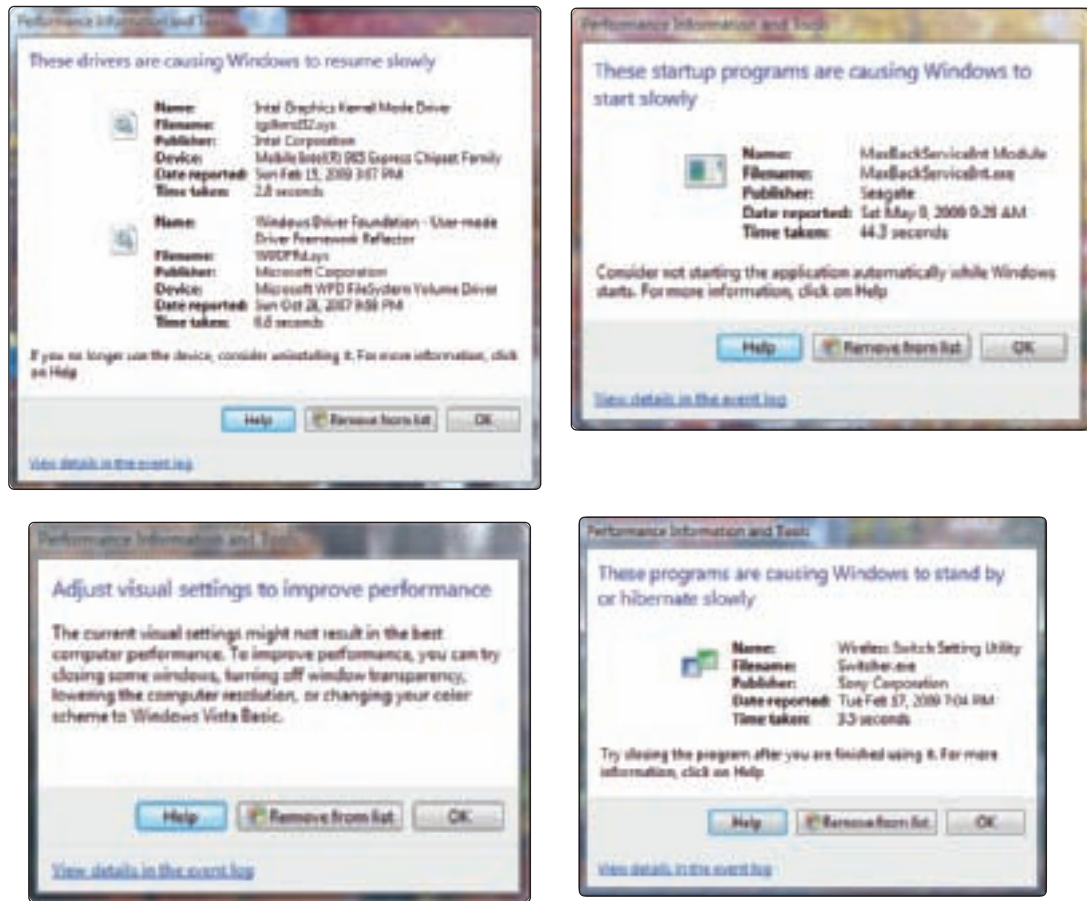 Performance Information and Tools
These drivers are causing Windows to resume slowly
Name: Intel Graphics Kernel Mode Driver
Filename:
Publisher: Intel Corporation
Device: Mobile Intel(R) 965 Express Chipset Family
Date reported: Sun Feb 15, 2009 3:07 PM
Time taken: 2.8 seconds
Name: Windows Driver Foundation - User-mode
Driver Framework Reflector
Filename:
Publisher: Microsoft Corporation
Device: Microsoft WPD FileSystem Volume Driver
Date reported: Sun Oct 28, 2007 PM
Time taken: seconds
If you no longer use the device, consider uninstalling it. For more information, click
on Help
Help Remove from list OK
View details in the event log
Performance Information and Tools
These startup programs are causing Windows to
start slowly
Name: MaxBackServiceInt Module
Filename: MaxBackServiceInt.exe
Publisher: Seagate
Date reported: Sat May 2009 AM
Time taken: 44.3 seconds
Consider not starting the application automatically while Windows
starts. For more information, click on Help
Help Remove from list OK
View details in the event log
Performance Information and Tools
Adjust visual settings to improve performance
The current visual settings might not result in the best
computer performance. To improve performance, you can try
closing some windows, turning off window transparency,
lowering the computer resolution, or changing your color
scheme to Windows Vista Basic.
Help Remove from list OK
View details in the event log
Performance Information and Tools
These programs are causing Windows to stand by
or hibernate slowly
Name: Wireless Switch Setting Utility
Filename: Switcher.exe
Publisher: Sony Corporation
Date reported: Tue Feb 17, 2009 7:04 PM
Time taken: 3.3 seconds
Try closing the program after you are finished using it. For more
information, click on Help
Help Remove from list OK
View details in the event log